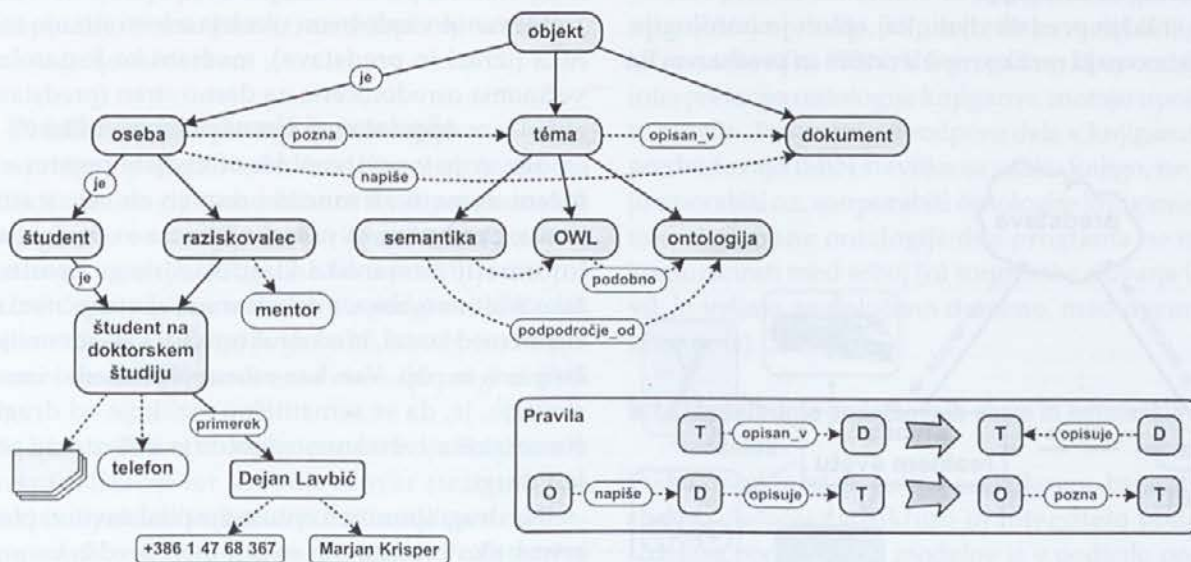 objekt
je
oseba
pozna
téma
opisan_v
dokument
napiše
je
študent
raziskovalec
semantika
OWL
ontologija
je
podobno
mentor
podpodročje_od
študent na
doktorskem
študiju
primerek
telefon
Dejan Lavbič
+386 1 47 68 367
Marjan Krisper
Pravila
T opisan_v D T opisuje D
O napiše D opisuje T O pozna T